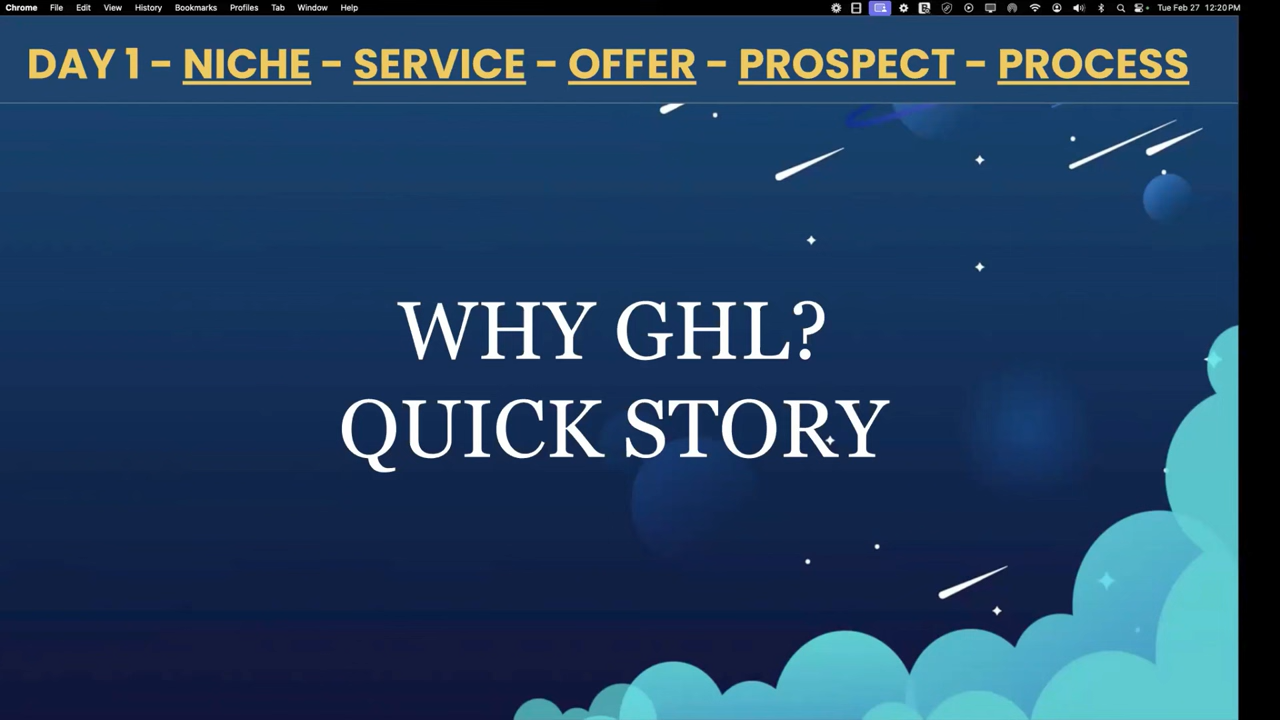 Chrome File Edit View History Bookmarks Profiles Tab Window Help Tue Feb 27 12:20PM
DAY 1 – NICHE – SERVICE – OFFER – PROSPECT – PROCESS
WHY GHL?
QUICK STORY